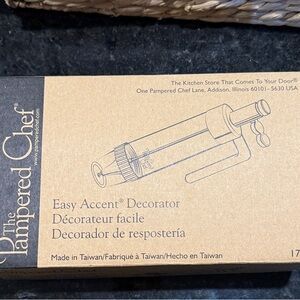 The Kitchen Store That Comes To Your Door®
One Pampered Chef Lane, Addison, Illinois 60101-5630 USA
The
Pampered Chef®
www.pamperedchef.com
Easy Accent® Decorator
Décorateur facile
Decorador de respostería
Made in Taiwan/Fabriqué à Taiwan/Hecho en Taiwan
17